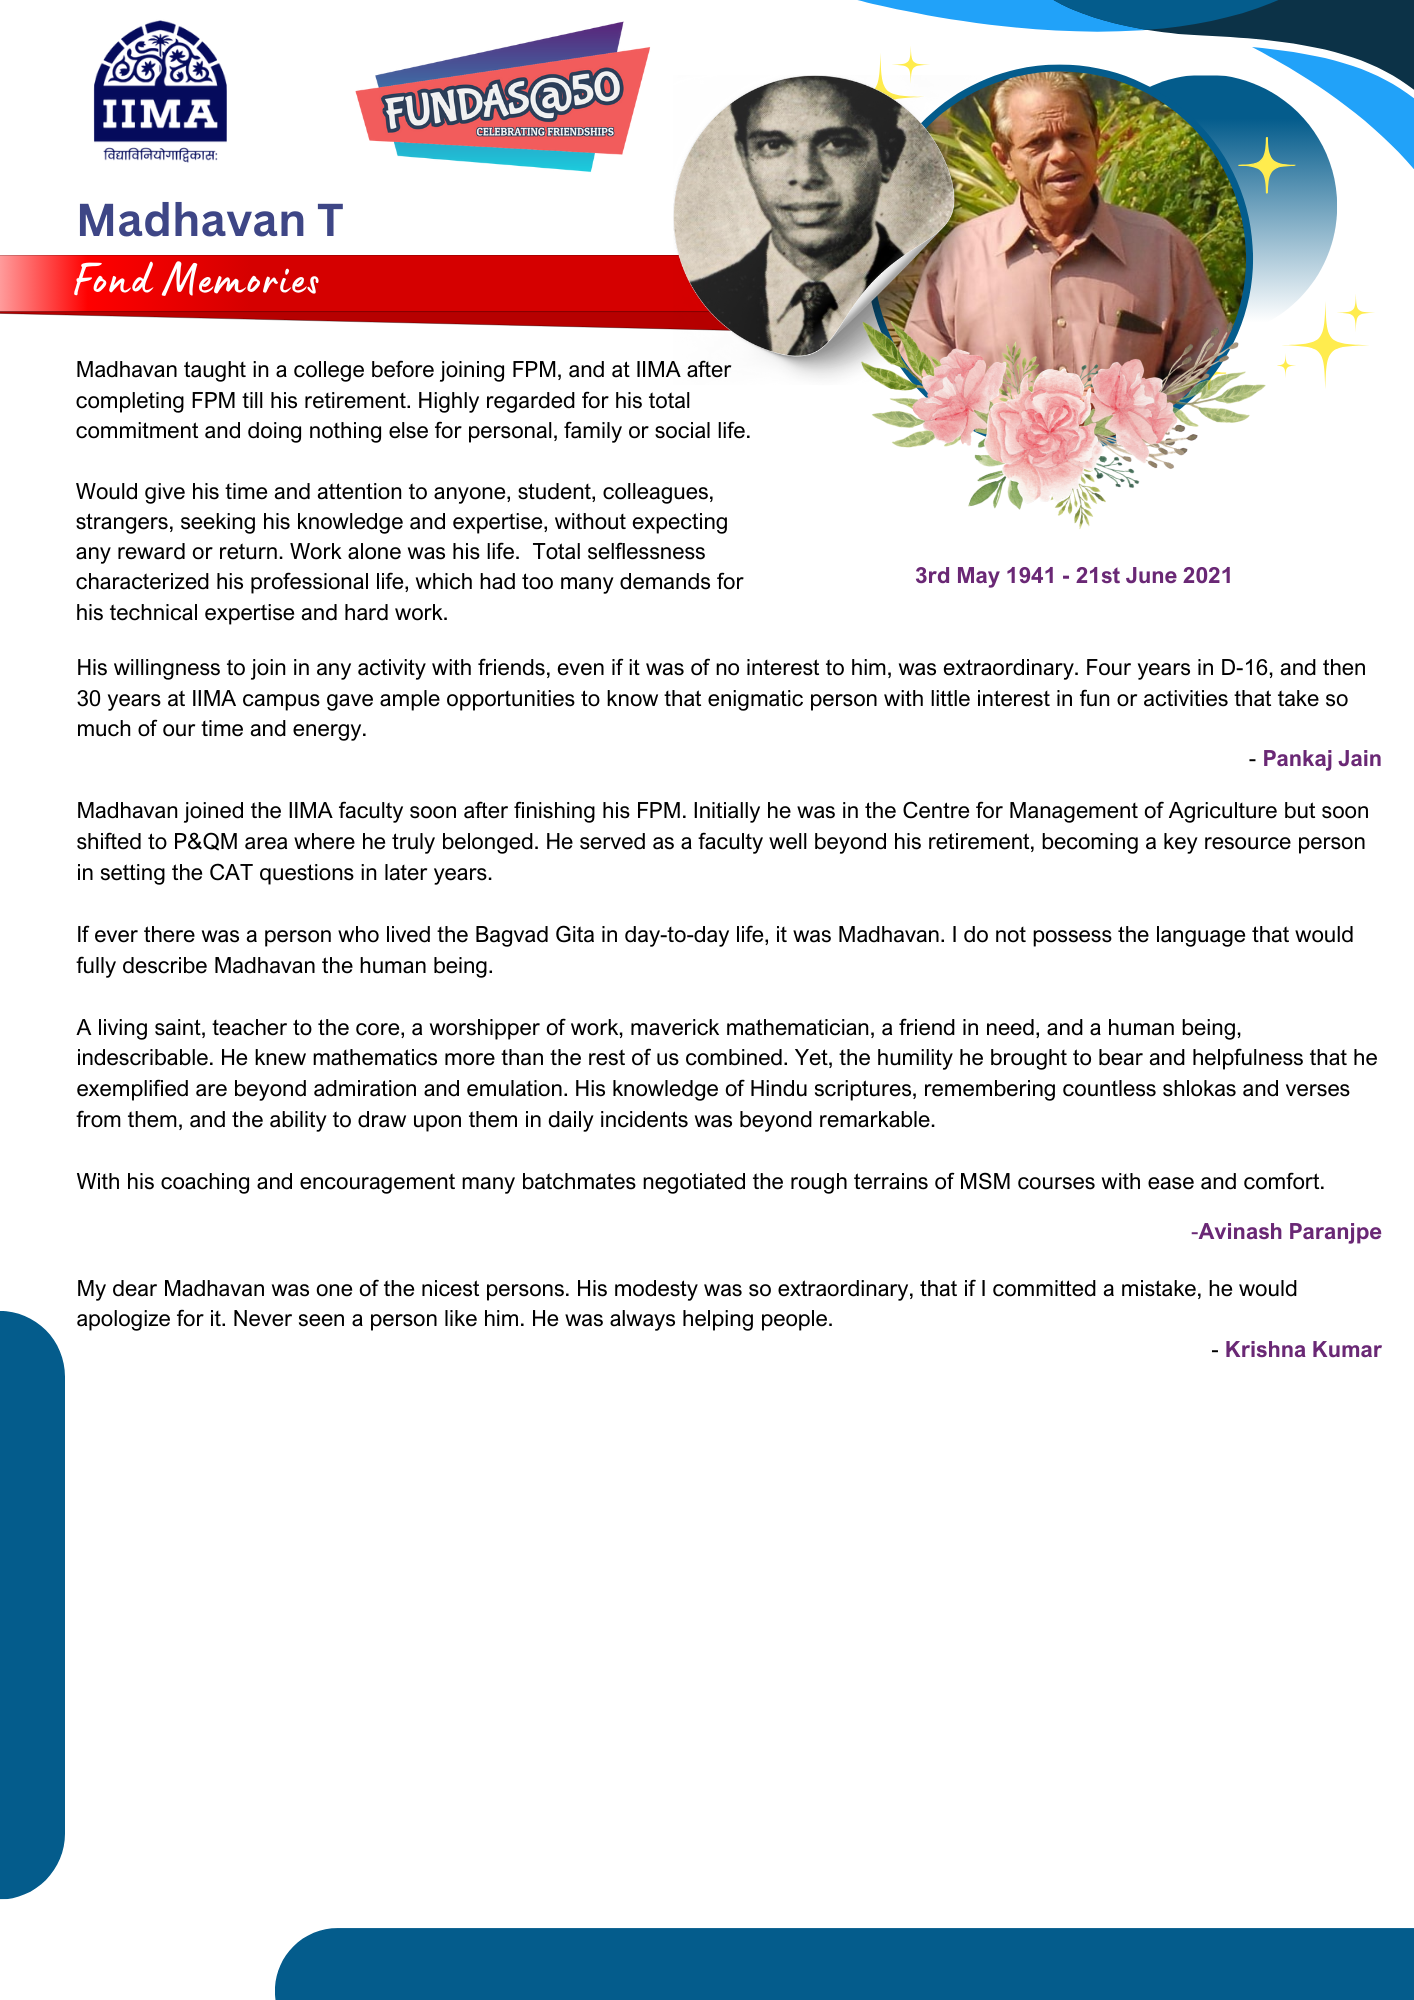 IIMA
विद्याविनियोगाद्विकासः
FUNDAS@50
CELEBRATING FRIENDSHIPS
Madhavan T
Fond Memories
Madhavan taught in a college before joining FPM, and at IIMA after
completing FPM till his retirement. Highly regarded for his total
commitment and doing nothing else for personal, family or social life.
Would give his time and attention to anyone, student, colleagues,
strangers, seeking his knowledge and expertise, without expecting
any reward or return. Work alone was his life.  Total selflessness
characterized his professional life, which had too many demands for
his technical expertise and hard work.
3rd May 1941 - 21st June 2021
His willingness to join in any activity with friends, even if it was of no interest to him, was extraordinary. Four years in D-16, and then
30 years at IIMA campus gave ample opportunities to know that enigmatic person with little interest in fun or activities that take so
much of our time and energy.
- Pankaj Jain
Madhavan joined the IIMA faculty soon after finishing his FPM. Initially he was in the Centre for Management of Agriculture but soon
shifted to P&QM area where he truly belonged. He served as a faculty well beyond his retirement, becoming a key resource person
in setting the CAT questions in later years.
If ever there was a person who lived the Bagvad Gita in day-to-day life, it was Madhavan. I do not possess the language that would
fully describe Madhavan the human being.
A living saint, teacher to the core, a worshipper of work, maverick mathematician, a friend in need, and a human being,
indescribable. He knew mathematics more than the rest of us combined. Yet, the humility he brought to bear and helpfulness that he
exemplified are beyond admiration and emulation. His knowledge of Hindu scriptures, remembering countless shlokas and verses
from them, and the ability to draw upon them in daily incidents was beyond remarkable.
With his coaching and encouragement many batchmates negotiated the rough terrains of MSM courses with ease and comfort.
-Avinash Paranjpe
My dear Madhavan was one of the nicest persons. His modesty was so extraordinary, that if I committed a mistake, he would
apologize for it. Never seen a person like him. He was always helping people.
- Krishna Kumar